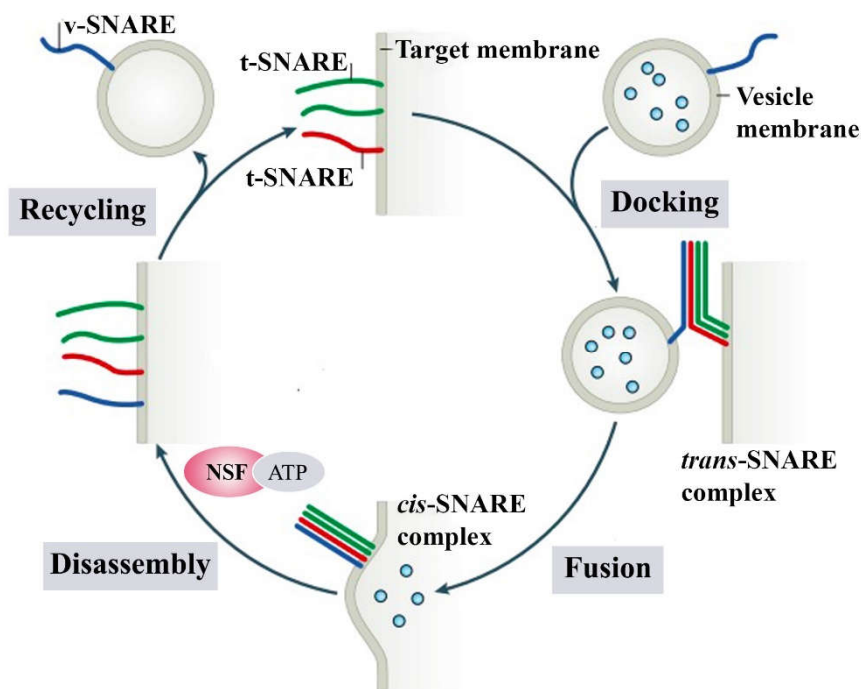 v-SNARE
t-SNARE
Target membrane
Vesicle
membrane
t-SNARE
Recycling
Docking
trans-SNARE
complex
NSF
ATP
cis-SNARE
complex
Disassembly
Fusion